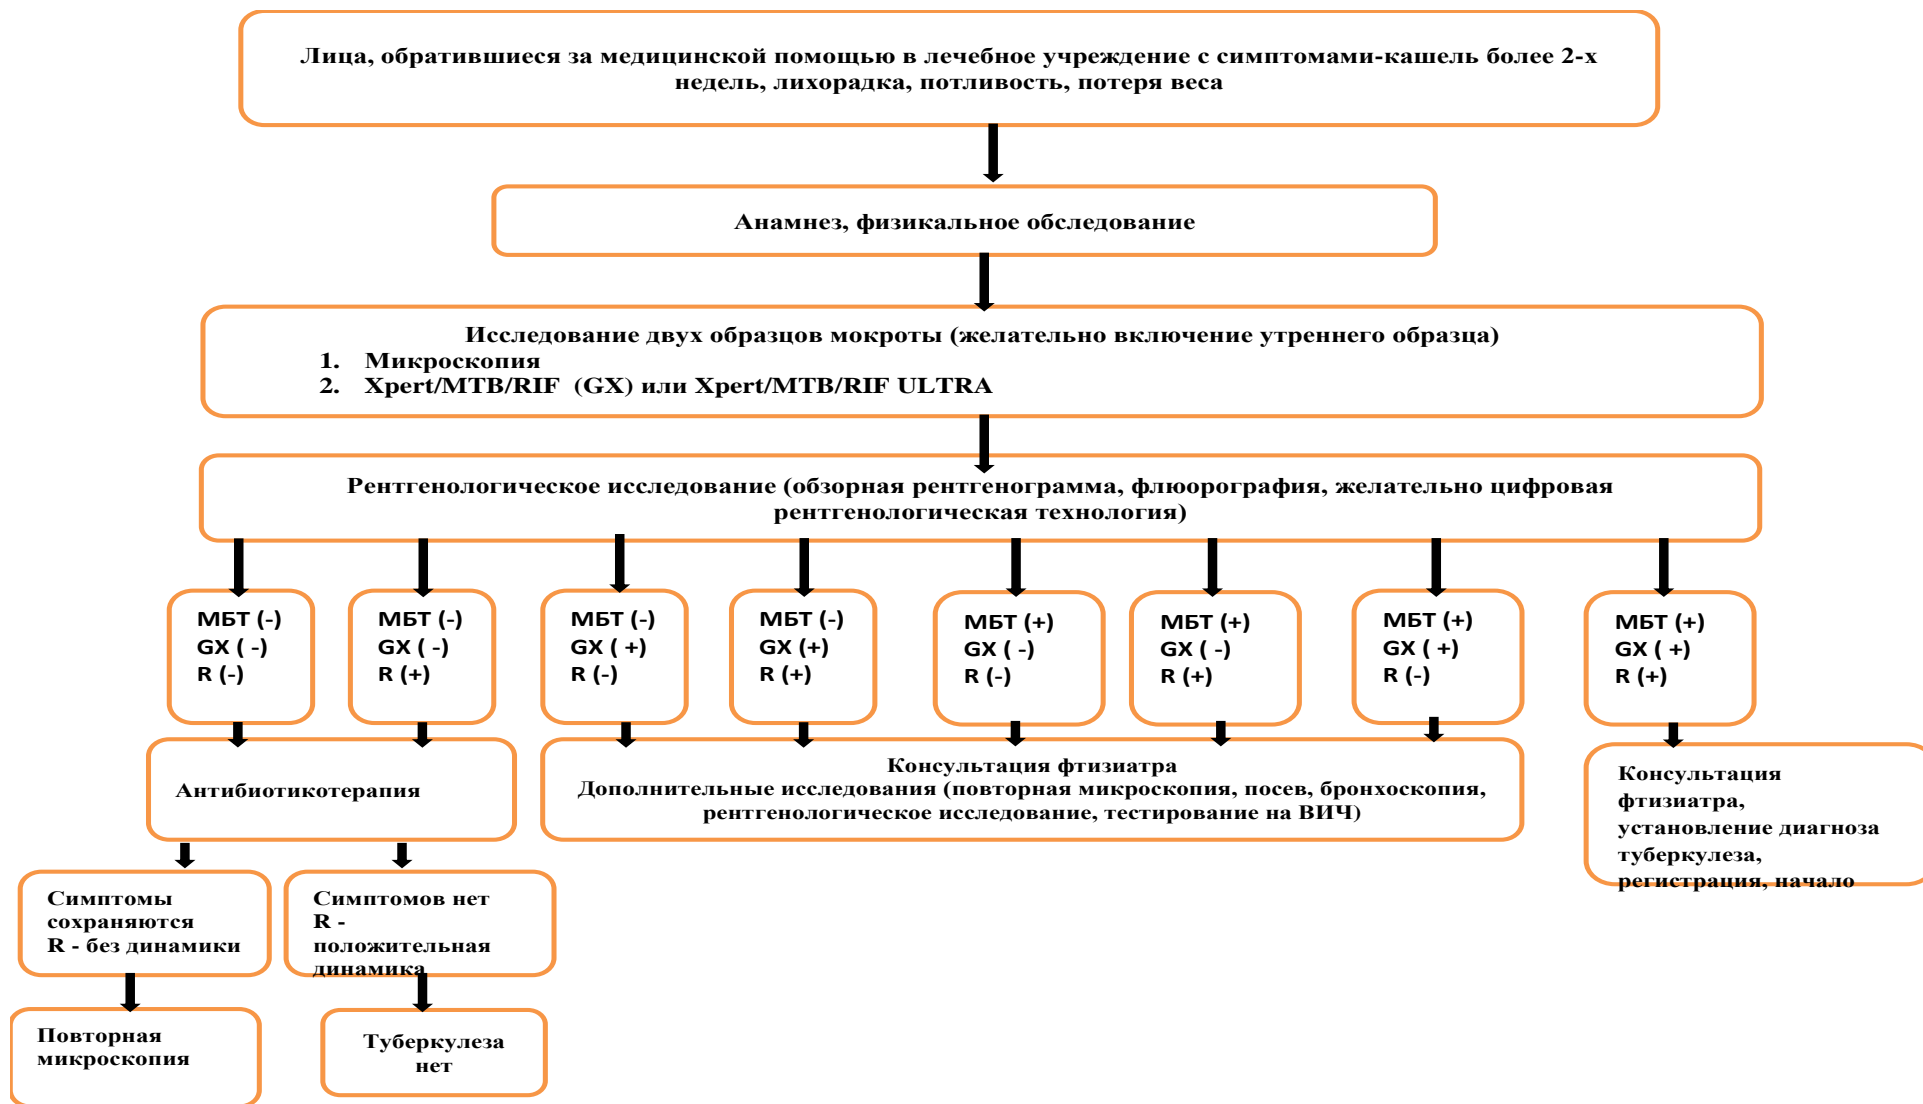 Лица, обратившиеся за медицинской помощью в лечебное учреждение с симптомами-кашель более 2-х
недель, лихорадка, потливость, потеря веса
Анамнез, физикальное обследование
Исследование двух образцов мокроты (желательно включение утреннего образца)
1. Микроскопия
2. Xpert/MTB/RIF (GX) или Xpert/MTB/RIF ULTRA
Рентгенологическое исследование (обзорная рентгенограмма, флюорография, желательно цифровая
рентгенологическая технология)
МБТ (-)
GX ( -)
R (-)
МБТ (-)
GX ( -)
R (+)
МБТ (-)
GX ( +)
R (-)
МБТ (-)
GX (+)
R (+)
МБТ (+)
GX ( -)
R (-)
МБТ (+)
GX ( -)
R (+)
МБТ (+)
GX ( +)
R (-)
МБТ (+)
GX ( +)
R (+)
Антибиотикотерапия
Консультация фтизиатра
Дополнительные исследования (повторная микроскопия, посев, бронхоскопия,
рентгенологическое исследование, тестирование на ВИЧ)
Консультация
фтизиатра,
установление диагноза
туберкулеза,
регистрация, начало
Симптомы
сохраняются
R - без динамики
Симптомов нет
R -
положительная
динамика
Повторная
микроскопия
Туберкулеза
нет